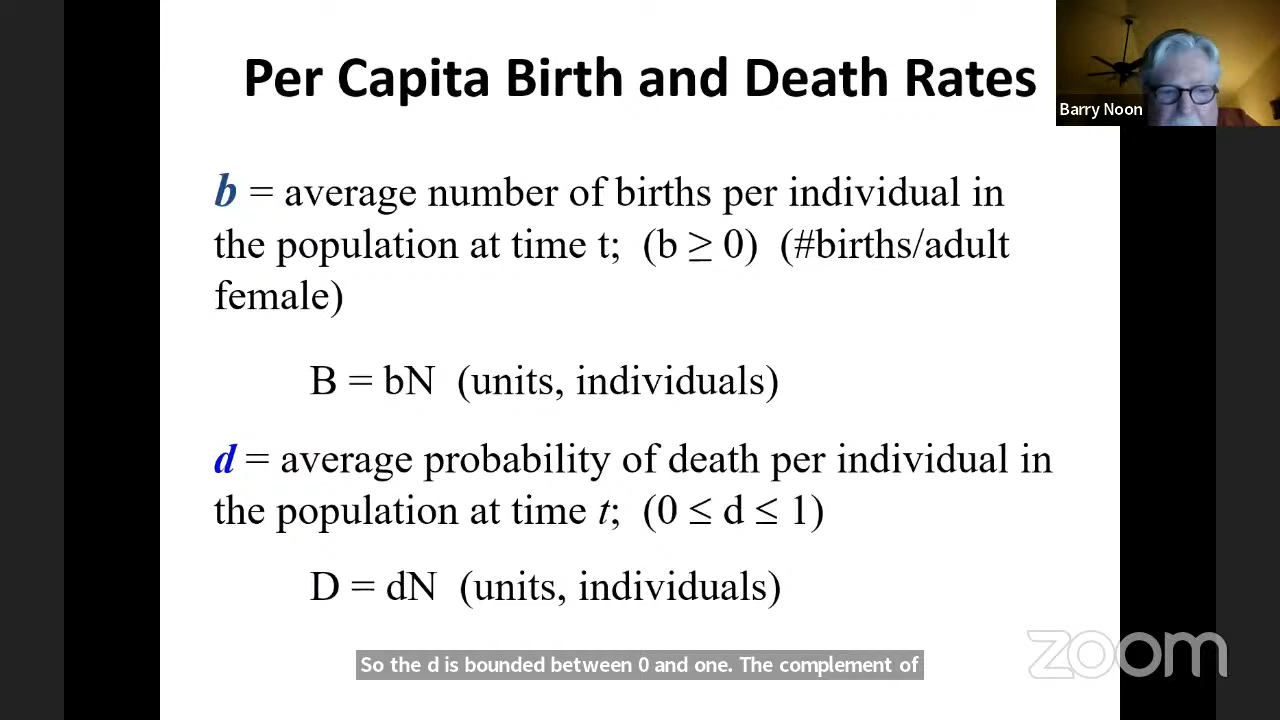 Per Capita Birth and Death Rates
Barry Noon
b = average number of births per individual in
the population at time t; (b ≥ 0) (#births/adult
female)
B = bN (units, individuals)
d = average probability of death per individual in
the population at time t; (0 ≤ d ≤ 1)
D = dN (units, individuals)
zoom
So the d is bounded between 0 and one. The complement of